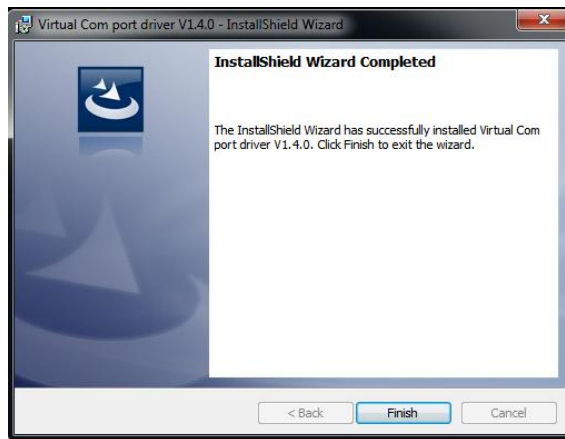 Virtual Com port driver V1.4.0 - InstallShield Wizard
InstallShield Wizard Completed
The InstallShield Wizard has successfully installed Virtual Com
port driver V1.4.0. Click Finish to exit the wizard.
< Back
Finish
Cancel